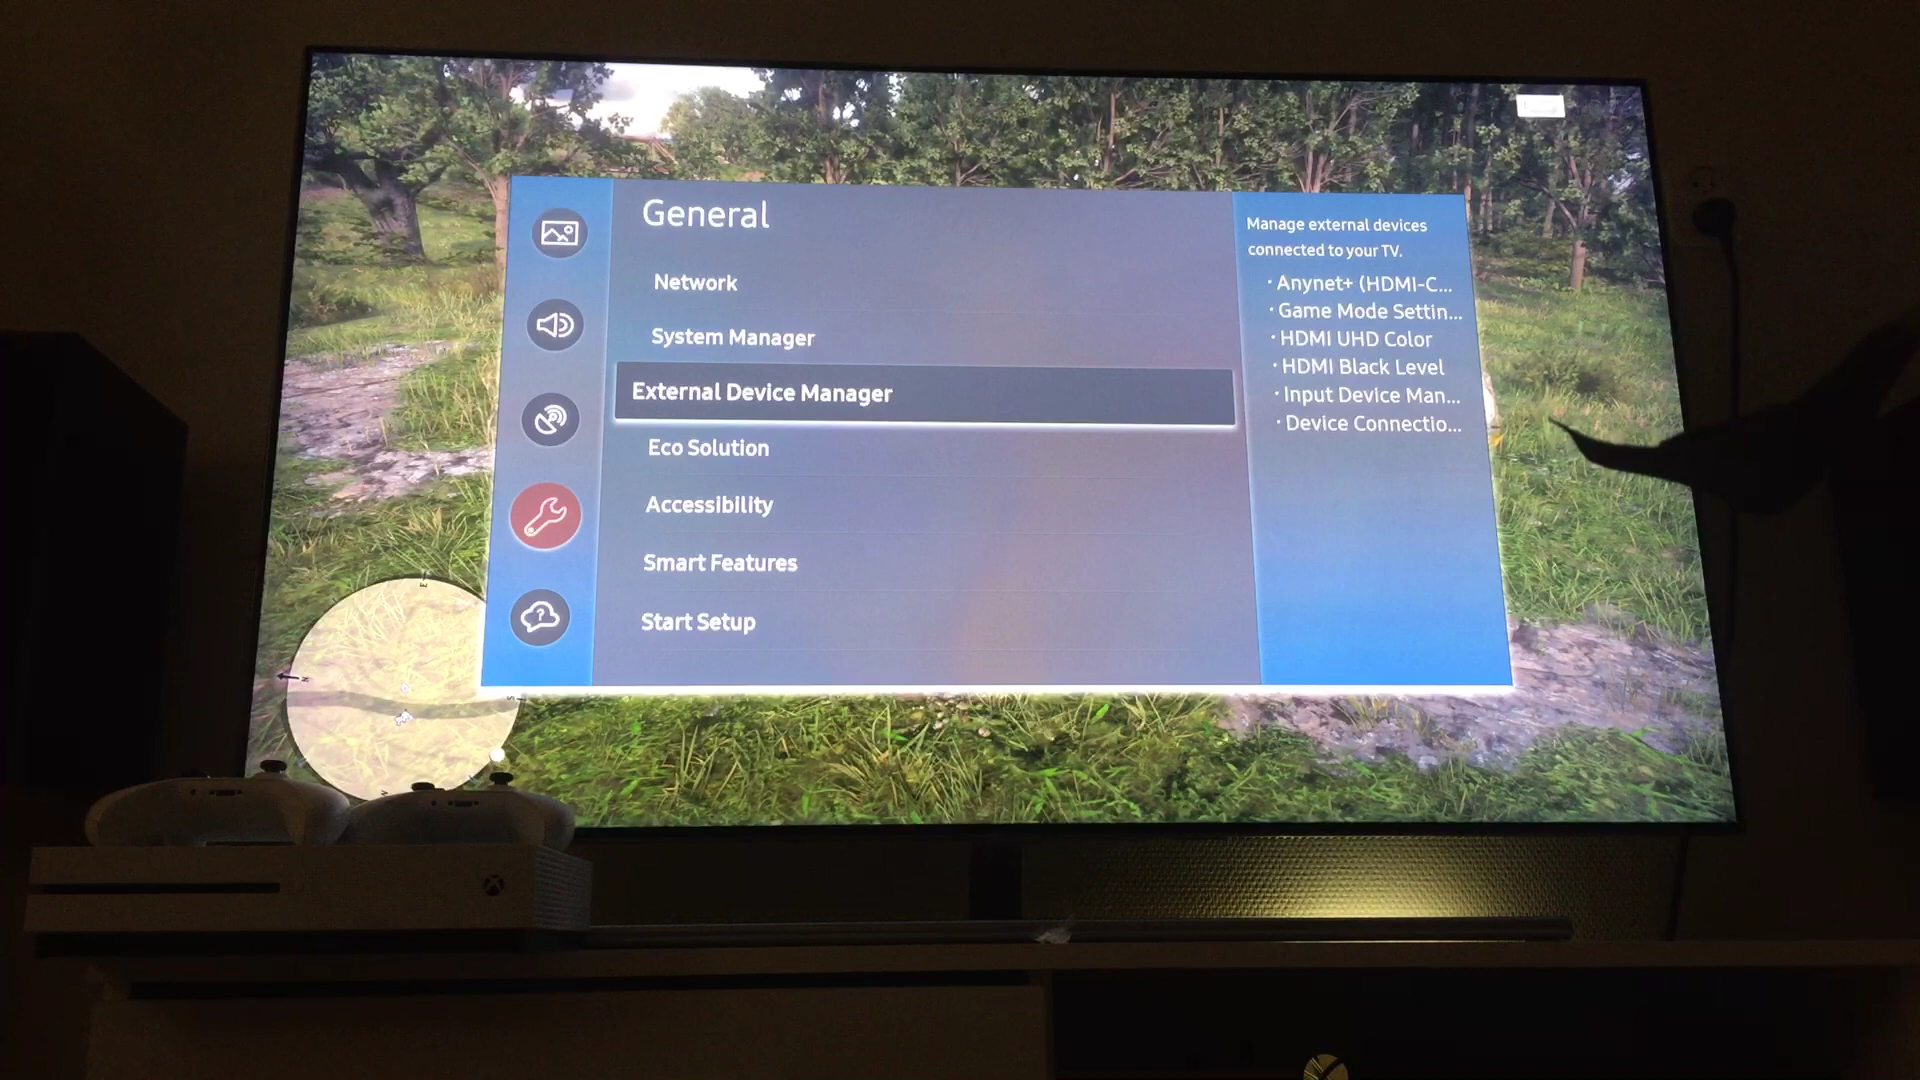 General
Network
System Manager
External Device Manager
Eco Solution
Accessibility
Smart Features
Start Setup
Manage external devices
connected to your TV.
· Anynet+ (HDMI-C...
· Game Mode Settin...
· HDMI UHD Color
· HDMI Black Level
· Input Device Man...
· Device Connectio...